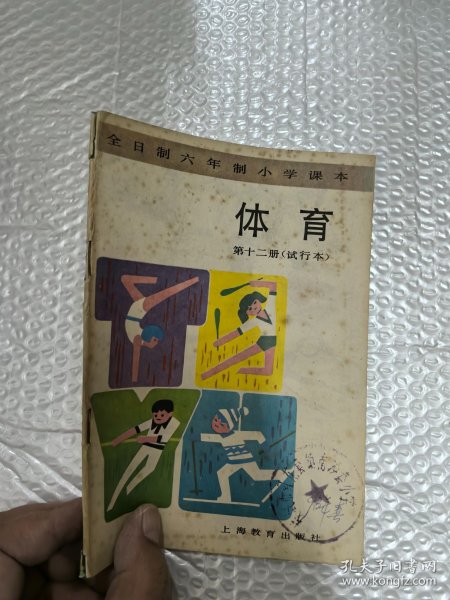 全日制六年制小学课本
体育
第十二册(试行本)
上海教育出版社
孔夫子旧书网
www.kongfz.com